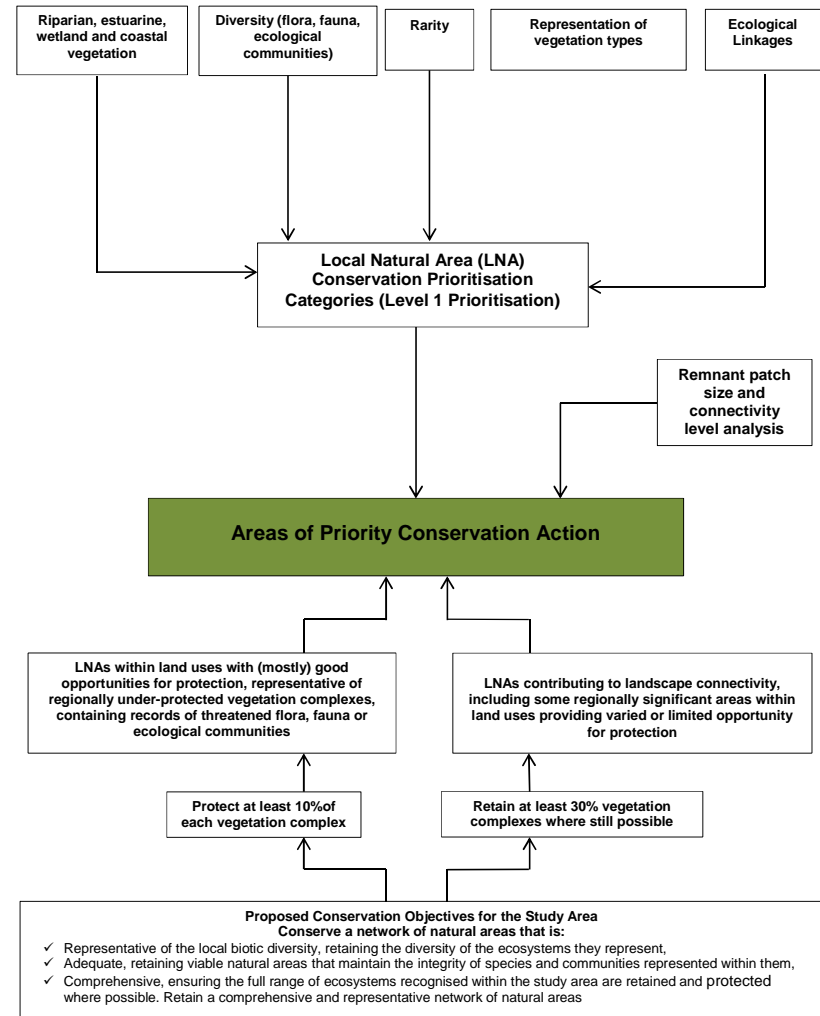 Riparian, estuarine,
wetland and coastal
vegetation
Diversity (flora, fauna,
ecological
communities)
Rarity
Representation of
vegetation types
Ecological
Linkages
Local Natural Area (LNA)
Conservation Prioritisation
Categories (Level 1 Prioritisation)
Remnant patch
size and
connectivity
level analysis
Areas of Priority Conservation Action
LNAs within land uses with (mostly) good
opportunities for protection, representative of
regionally under-protected vegetation complexes,
containing records of threatened flora, fauna or
ecological communities
LNAs contributing to landscape connectivity,
including some regionally significant areas within
land uses providing varied or limited opportunity
for protection
Protect at least 10%of
each vegetation complex
Retain at least 30% vegetation
complexes where still possible
Proposed Conservation Objectives for the Study Area
Conserve a network of natural areas that is:
✓ Representative of the local biotic diversity, retaining the diversity of the ecosystems they represent,
✓ Adequate, retaining viable natural areas that maintain the integrity of species and communities represented within them,
✓ Comprehensive, ensuring the full range of ecosystems recognised within the study area are retained and protected
where possible. Retain a comprehensive and representative network of natural areas